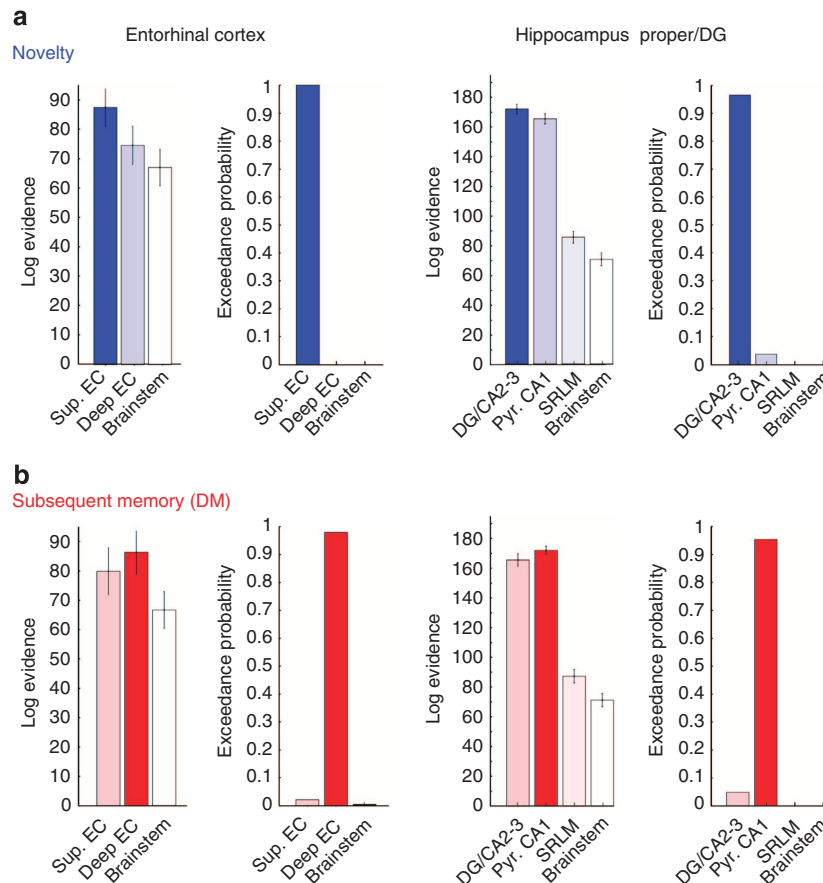 a
Entorhinal cortex
Hippocampus proper/DG
Novelty
Log evidence
90
80
70
60
50
40
30
20
10
0
Sup. EC
Deep EC
Brainstem
Exceedance probability
1
0.9
0.8
0.7
0.6
0.5
0.4
0.3
0.2
0.1
0
Sup. EC
Deep EC
Brainstem
Log evidence
180
160
140
120
100
80
60
40
20
0
DG/CA2-3
Pyr. CA1
SRLM
Brainstem
Exceedance probability
1
0.9
0.8
0.7
0.6
0.5
0.4
0.3
0.2
0.1
0
DG/CA2-3
Pyr. CA1
SRLM
Brainstem
b
Subsequent memory (DM)
Log evidence
90
80
70
60
50
40
30
20
10
0
Sup. EC
Deep EC
Brainstem
Exceedance probability
1
0.9
0.8
0.7
0.6
0.5
0.4
0.3
0.2
0.1
0
Sup. EC
Deep EC
Brainstem
Log evidence
180
160
140
120
100
80
60
40
20
0
DG/CA2-3
Pyr. CA1
SRLM
Brainstem
Exceedance probability
1
0.9
0.8
0.7
0.6
0.5
0.4
0.3
0.2
0.1
0
DG/CA2-3
Pyr. CA1
SRLM
Brainstem